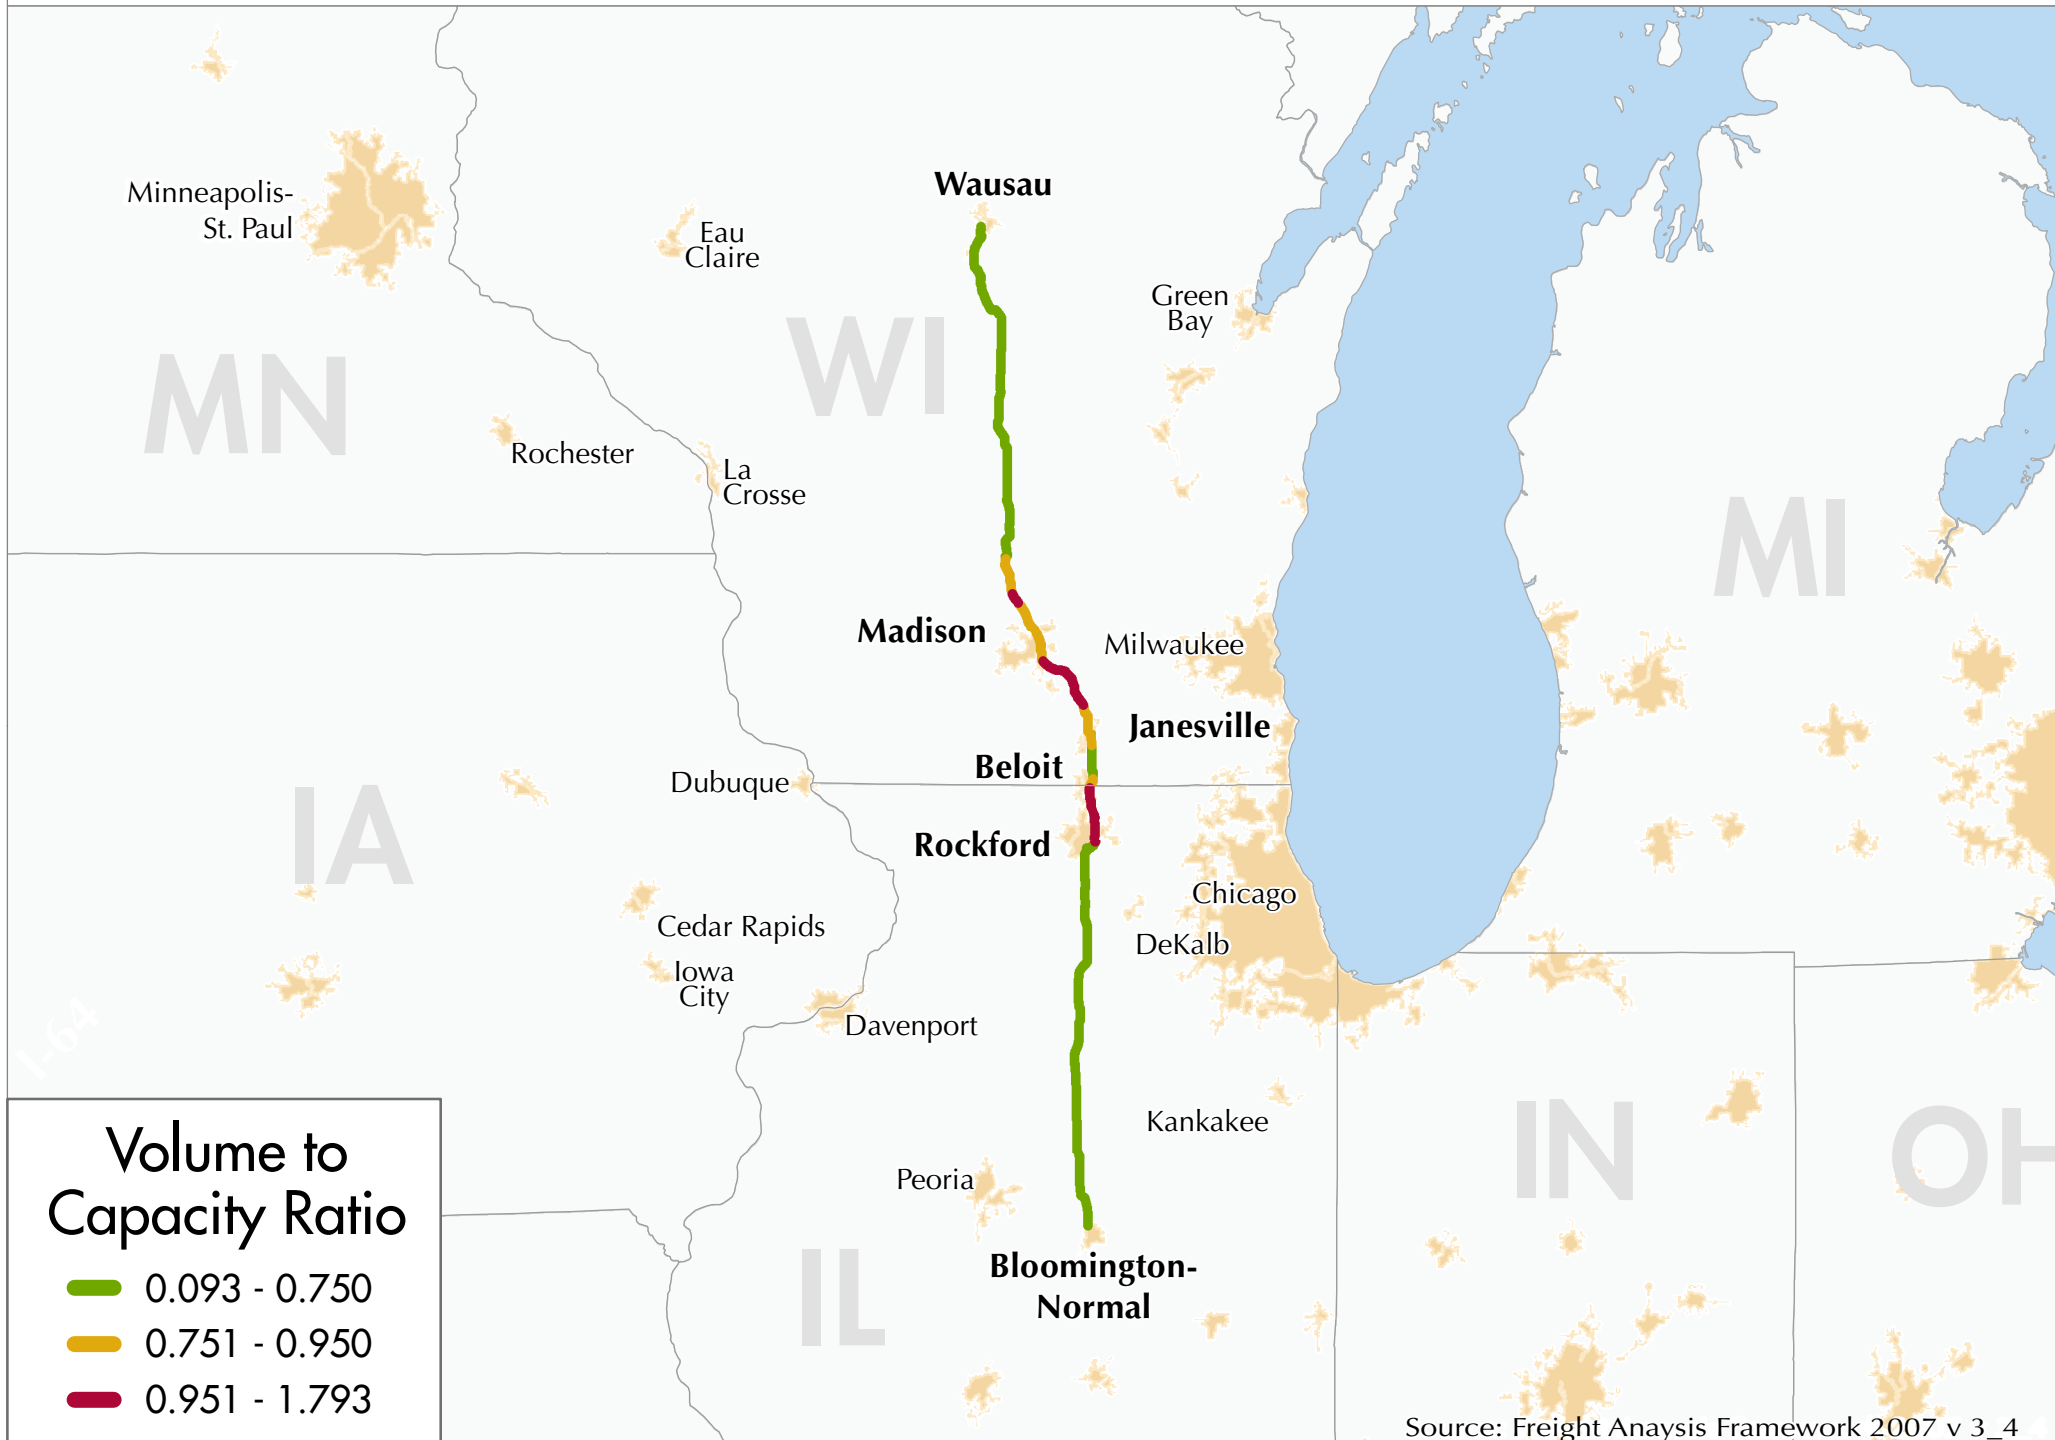 Wausau
Minneapolis-
St. Paul
Eau
Claire
Green
Bay
WI
MN
Rochester
La
Crosse
MI
Madison
Milwaukee
Janesville
Beloit
Dubuque
IA
Rockford
Chicago
Cedar Rapids
DeKalb
Iowa
City
Davenport
I-64
Kankakee
IN
OH
Peoria
Bloomington-
Normal
IL
Volume to
Capacity Ratio
0.093 - 0.750
0.751 - 0.950
0.951 - 1.793
Source: Freight Anaysis Framework 2007 v 3_4